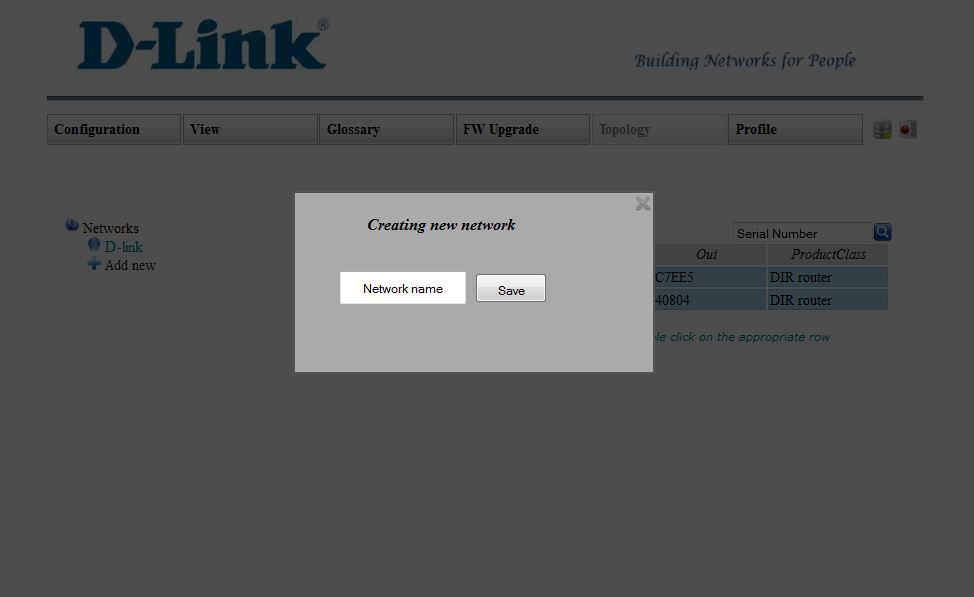 D-Link®
Building Networks for People
Configuration View Glossary FW Upgrade Topology Profile
Creating new network
Networks
D-link
Add new
Serial Number
Oui ProductClass
C7EE5 DIR router
40804 DIR router
Network name Save
click on the appropriate row